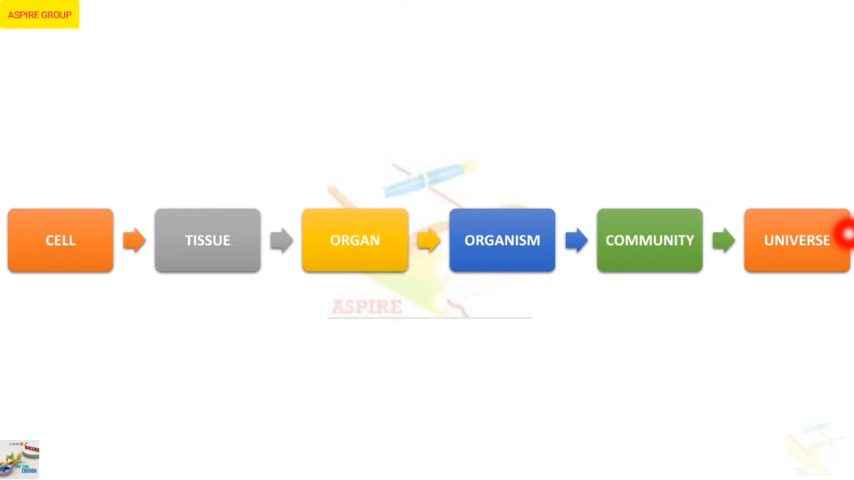 ASPIRE GROUP
CELL
TISSUE
ORGAN
ORGANISM
COMMUNITY
UNIVERSE
ASPIRE